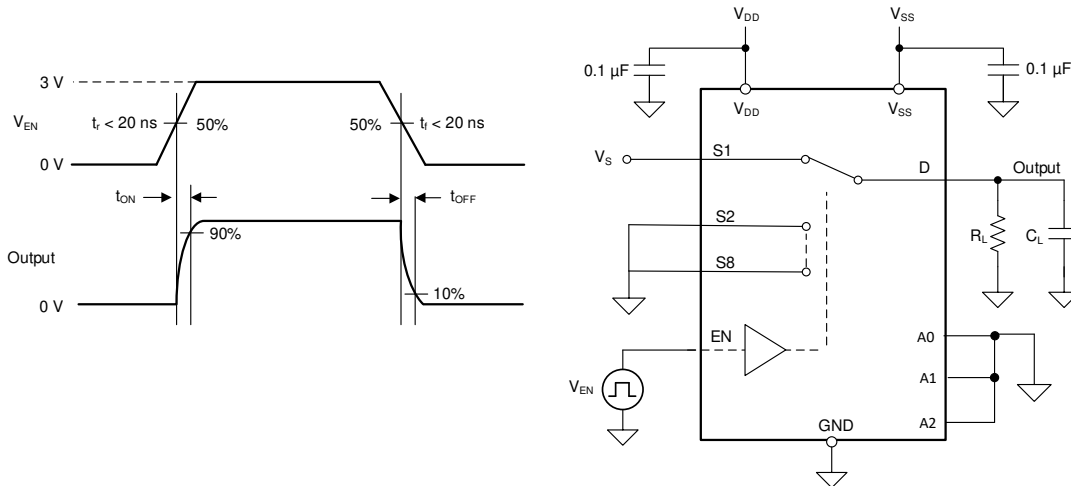 3 V
V_EN
t_r < 20 ns
50%
50%
t_f < 20 ns
0 V
t_ON
t_OFF
90%
Output
10%
0 V
V_DD
V_SS
0.1 µF
0.1 µF
V_DD
V_SS
V_S
S1
D
Output
S2
S8
R_L
C_L
EN
A0
A1
A2
V_EN
GND